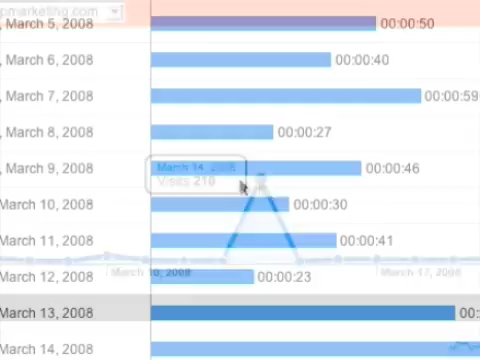 pmarketing.com
, March 5, 2008 00:00:50
, March 6, 2008 00:00:40
, March 7, 2008 00:00:59
, March 8, 2008 00:00:27
, March 9, 2008 00:00:46
March 14, 2008
Visits 210
March 10, 2008 00:00:30
March 11, 2008 00:00:41
March 10, 2008 March 17, 2008
March 12, 2008 00:00:23
March 13, 2008 00:
March 14, 2008